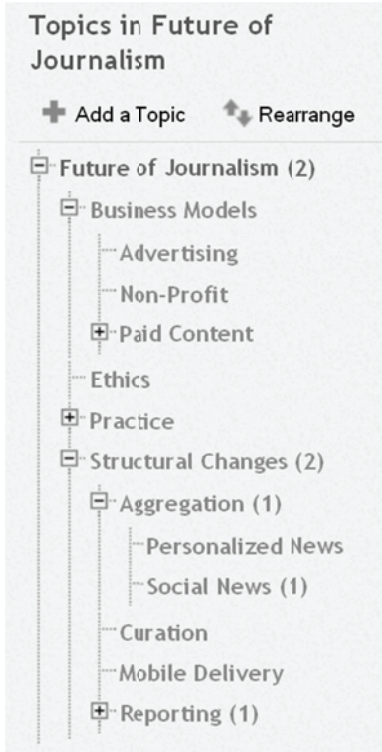 Topics in Future of
Journalism
Add a Topic Rearrange
Future of Journalism (2)
Business Models
Advertising
Non-Profit
Paid Content
Ethics
Practice
Structural Changes (2)
Aggregation (1)
Personalized News
Social News (1)
Curation
Mobile Delivery
Reporting (1)